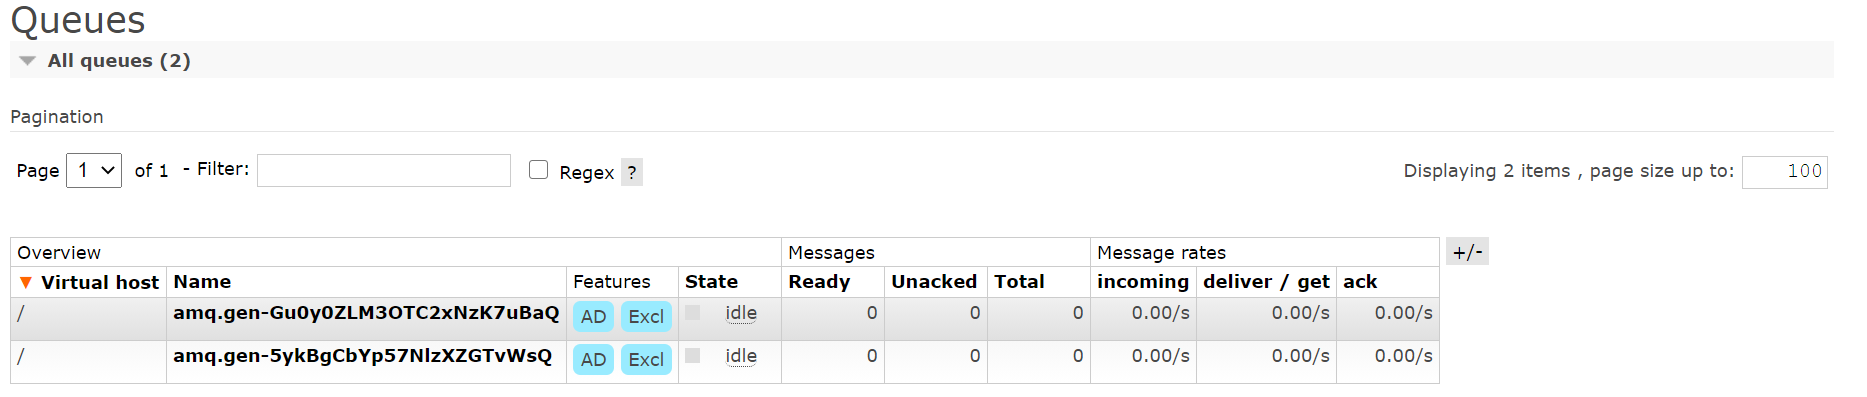 Queues
All queues (2)
Pagination
Page 1 of 1 - Filter: Regex ? Displaying 2 items , page size up to: 100
Overview Messages Message rates +/-
Virtual host Name Features State Ready Unacked Total incoming deliver / get ack
/ amq.gen-Gu0y0ZLM3OTC2xNzK7uBaQ AD Excl idle 0 0 0 0.00/s 0.00/s 0.00/s
/ amq.gen-5ykBgCbYp57NlzXZGTvWsQ AD Excl idle 0 0 0 0.00/s 0.00/s 0.00/s